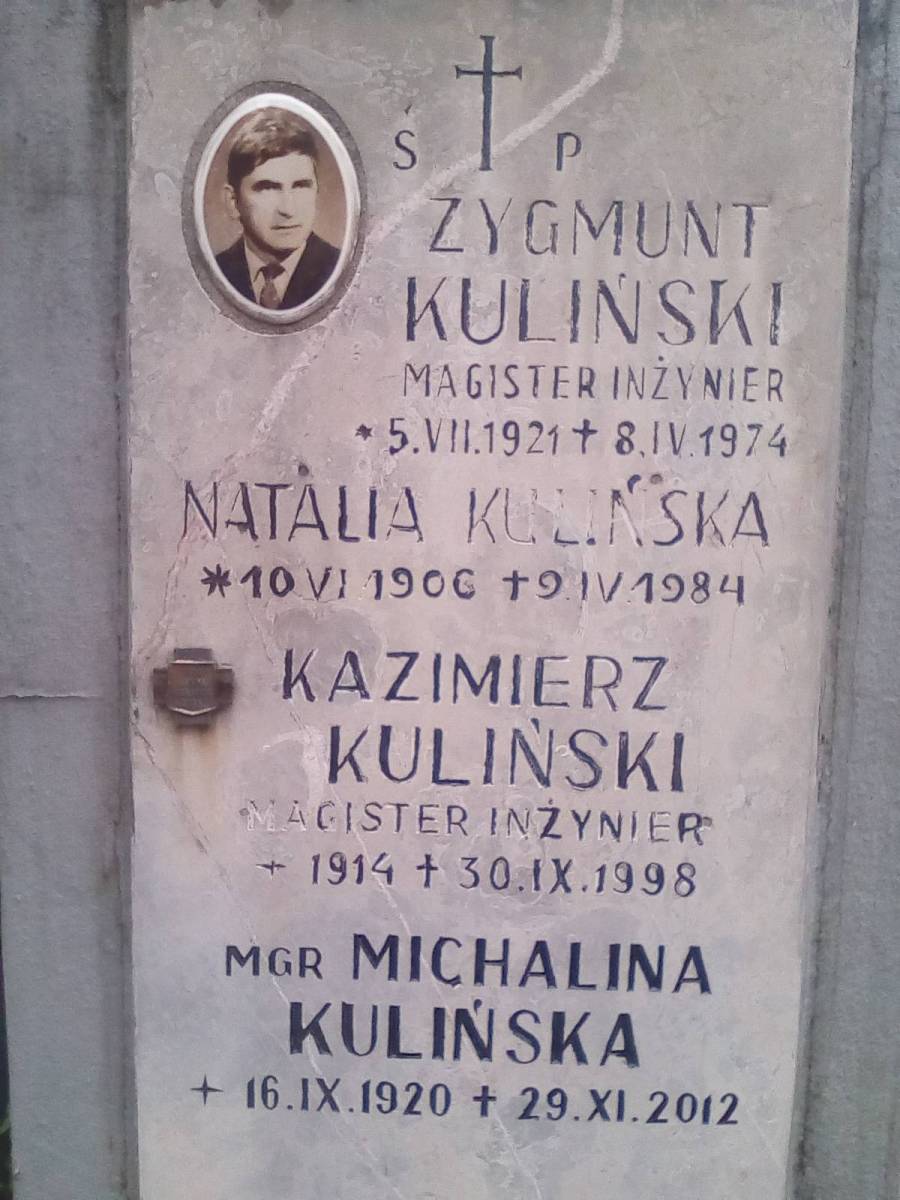 Ś P
ZYGMUNT
KULIŃSKI
MAGISTER INŻYNIER
* 5.VII.1921 † 8.IV.1974
NATALIA KULIŃSKA
* 10 VI 1906 † 9.IV.1984
KAZIMIERZ
KULIŃSKI
MAGISTER INŻYNIER
* 1914 † 30.IX.1998
MGR MICHALINA
KULIŃSKA
* 16.IX.1920 † 29.XI.2012